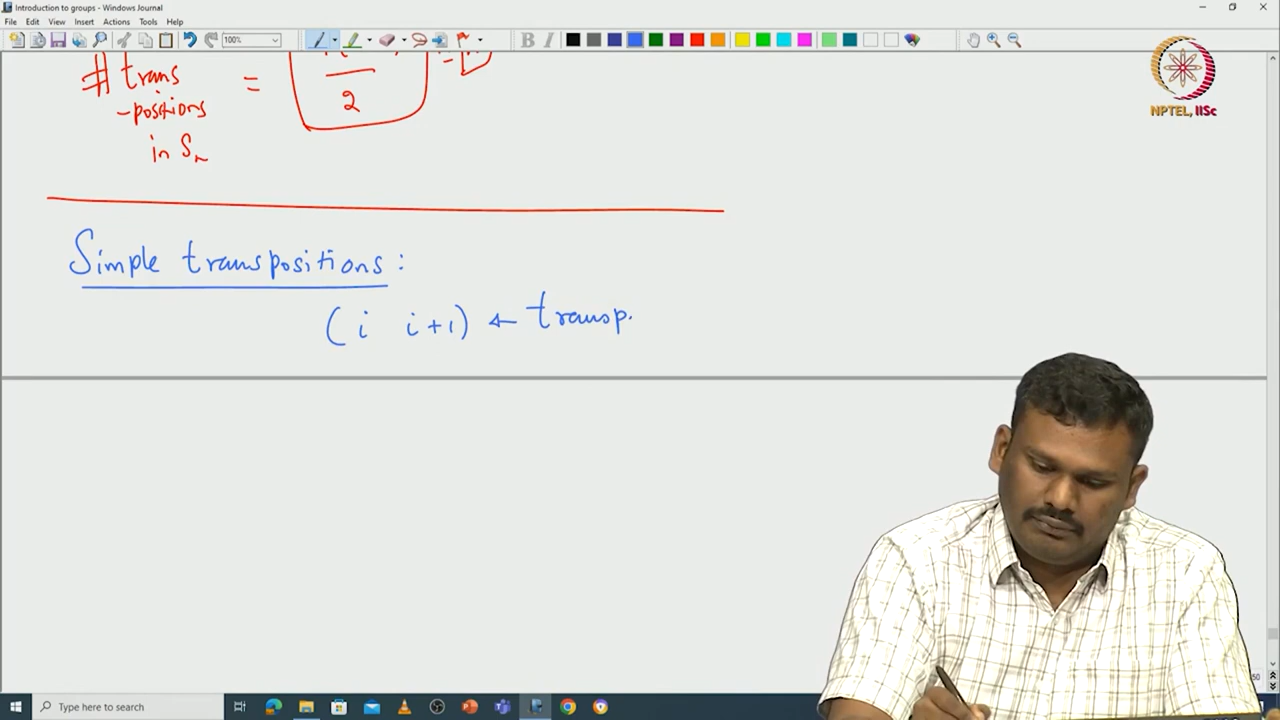 Introduction to groups - Windows Journal
File Edit View Insert Actions Tools Help
100%
B I
# trans
-positions
in Sn
=
2
Simple transpositions :
( i i+1) ← transp.
NPTEL, IISc
50
Type here to search